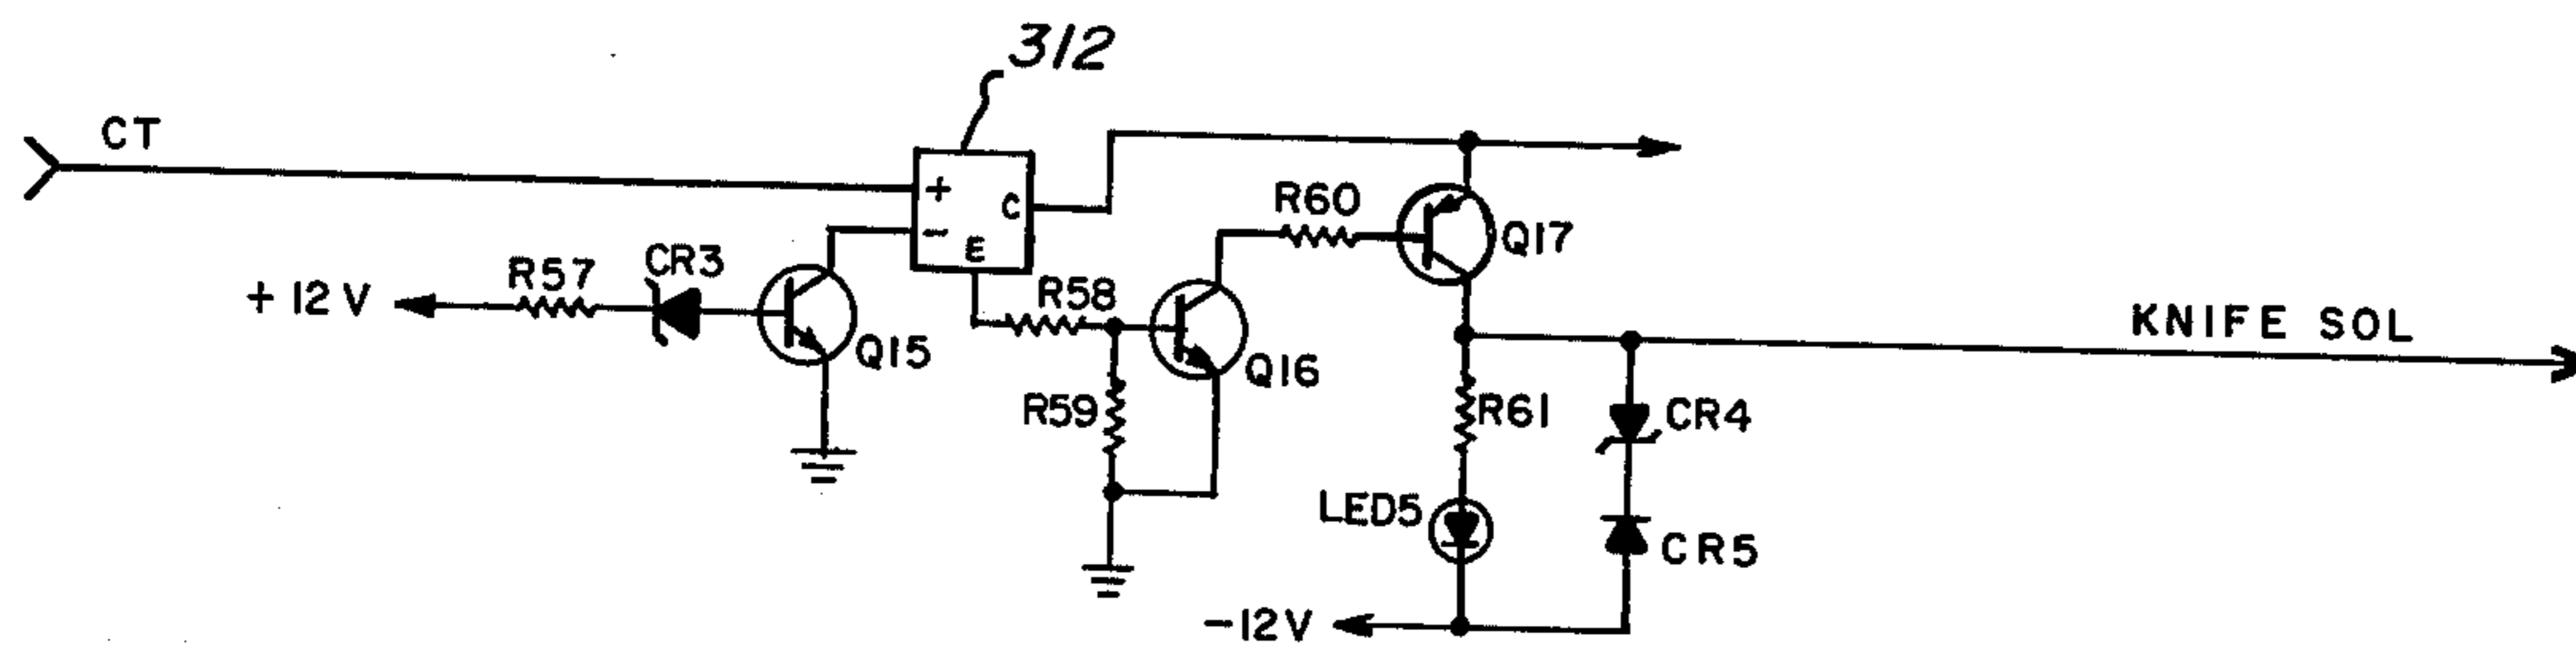 312
CT
+
C
-
E
R60
Q17
R57
CR3
+12V
Q15
R58
Q16
KNIFE SOL
R59
R61
CR4
LED5
CR5
-12V